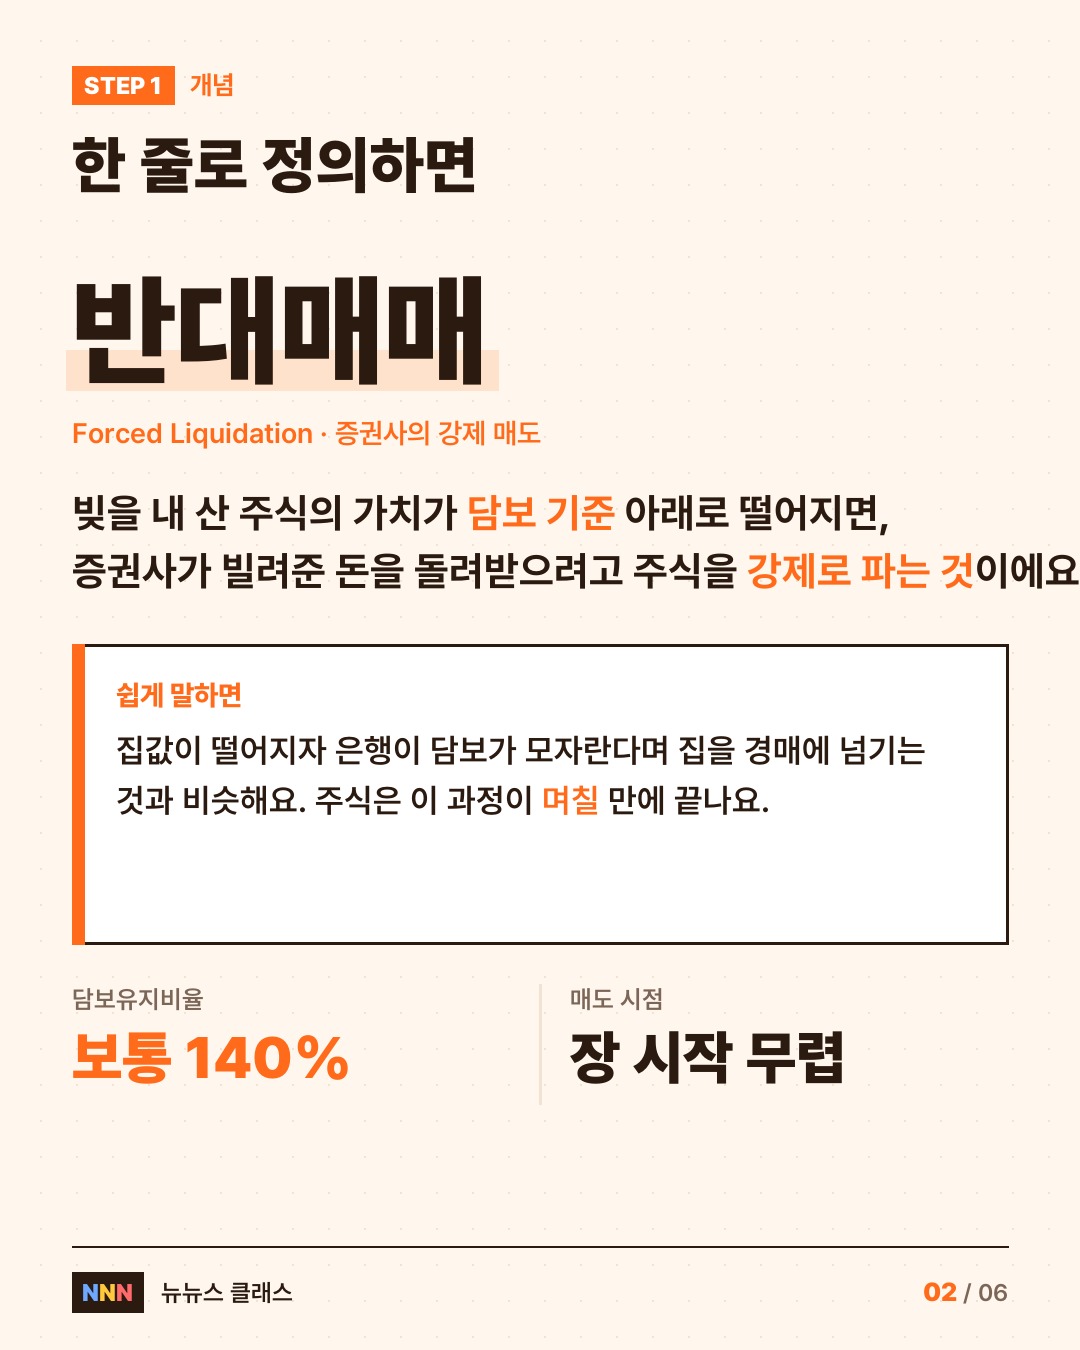 STEP 1 개념
한 줄로 정의하면
반대매매
Forced Liquidation · 증권사의 강제 매도
빚을 내 산 주식의 가치가 담보 기준 아래로 떨어지면,
증권사가 빌려준 돈을 돌려받으려고 주식을 강제로 파는 것이에요
쉽게 말하면
집값이 떨어지자 은행이 담보가 모자란다며 집을 경매에 넘기는
것과 비슷해요. 주식은 이 과정이 며칠 만에 끝나요.
담보유지비율
보통 140%
매도 시점
장 시작 무렵
NNN 뉴뉴스 클래스
02 / 06